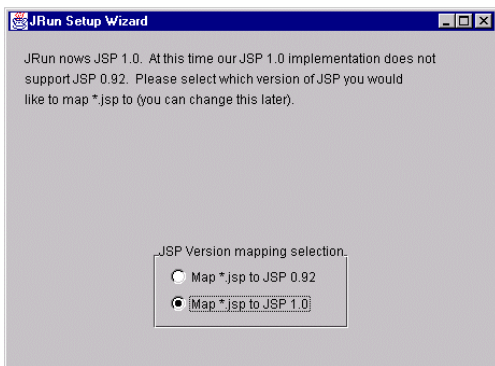 JRun Setup Wizard
JRun nows JSP 1.0. At this time our JSP 1.0 implementation does not
support JSP 0.92. Please select which version of JSP you would
like to map *.jsp to (you can change this later).
JSP Version mapping selection
Map *.jsp to JSP 0.92
Map *.jsp to JSP 1.0